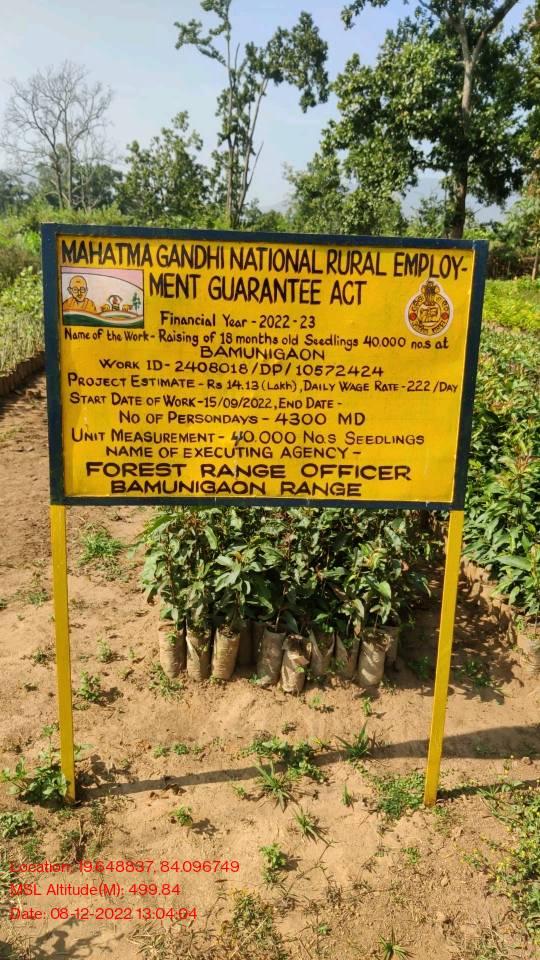 MAHATMA GANDHI NATIONAL RURAL EMPLOY-
MENT GUARANTEE ACT
Financial Year - 2022-23
Name of the Work - Raising of 18 months old Seedlings 40.000 no.s at
BAMUNIGAON
WORK ID- 2408018/DP/10572424
PROJECT ESTIMATE - Rs 14.13 (Lakh), DAILY WAGE RATE - 222 /DAY
START DATE OF WORK - 15/09/2022, END DATE -
NO OF PERSONDAYS - 4300 MD
UNIT MEASUREMENT - 40.000 NO.S SEEDLINGS
NAME OF EXECUTING AGENCY -
FOREST RANGE OFFICER
BAMUNIGAON RANGE
Location: 19.648837, 84.096749
MSL Altitude(M): 499.84
Date: 08-12-2022 13:04:04